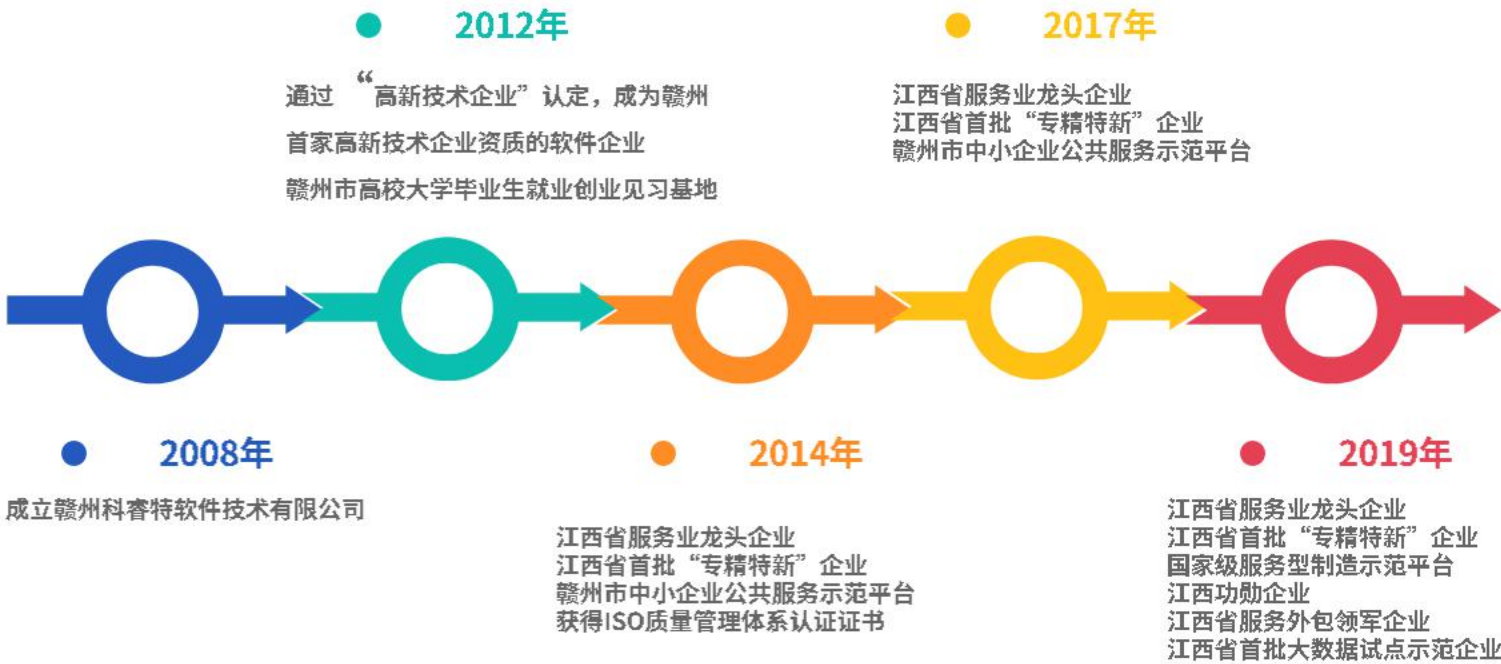 2012年
通过 “高新技术企业”认定，成为赣州
首家高新技术企业资质的软件企业
赣州市高校大学毕业生就业创业见习基地
2017年
江西省服务业龙头企业
江西省首批“专精特新”企业
赣州市中小企业公共服务示范平台
2008年
成立赣州科睿特软件技术有限公司
2014年
江西省服务业龙头企业
江西省首批“专精特新”企业
赣州市中小企业公共服务示范平台
获得ISO质量管理体系认证证书
2019年
江西省服务业龙头企业
江西省首批“专精特新”企业
国家级服务型制造示范平台
江西功勋企业
江西省服务外包领军企业
江西省首批大数据试点示范企业